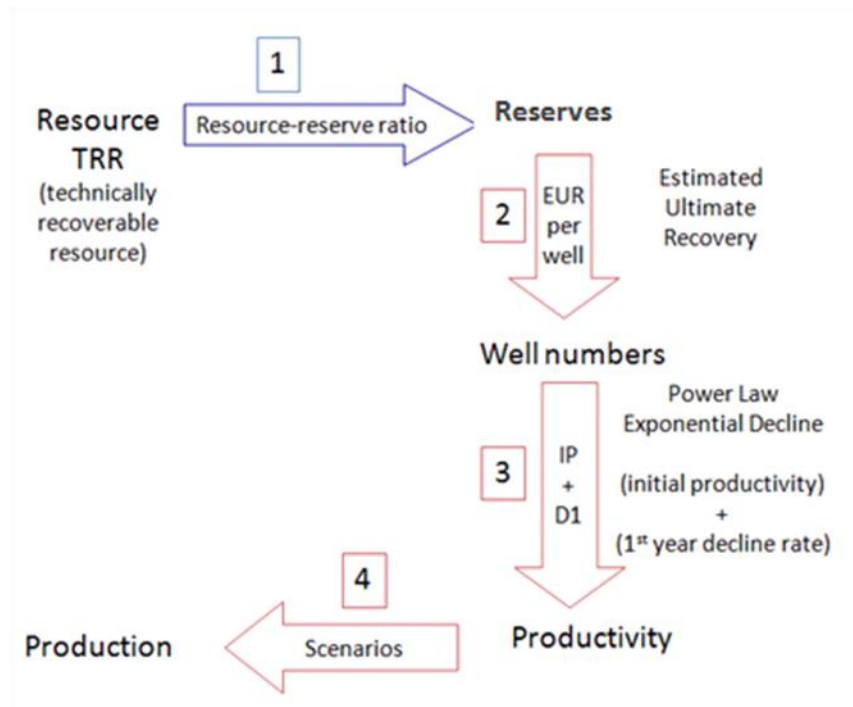 1
Resource
TRR
(technically
recoverable
resource)
Resource-reserve ratio
Reserves
2
EUR
per
well
Estimated
Ultimate
Recovery
Well numbers
3
IP
+
D1
Power Law
Exponential Decline
(initial productivity)
+
(1st year decline rate)
4
Production
Scenarios
Productivity